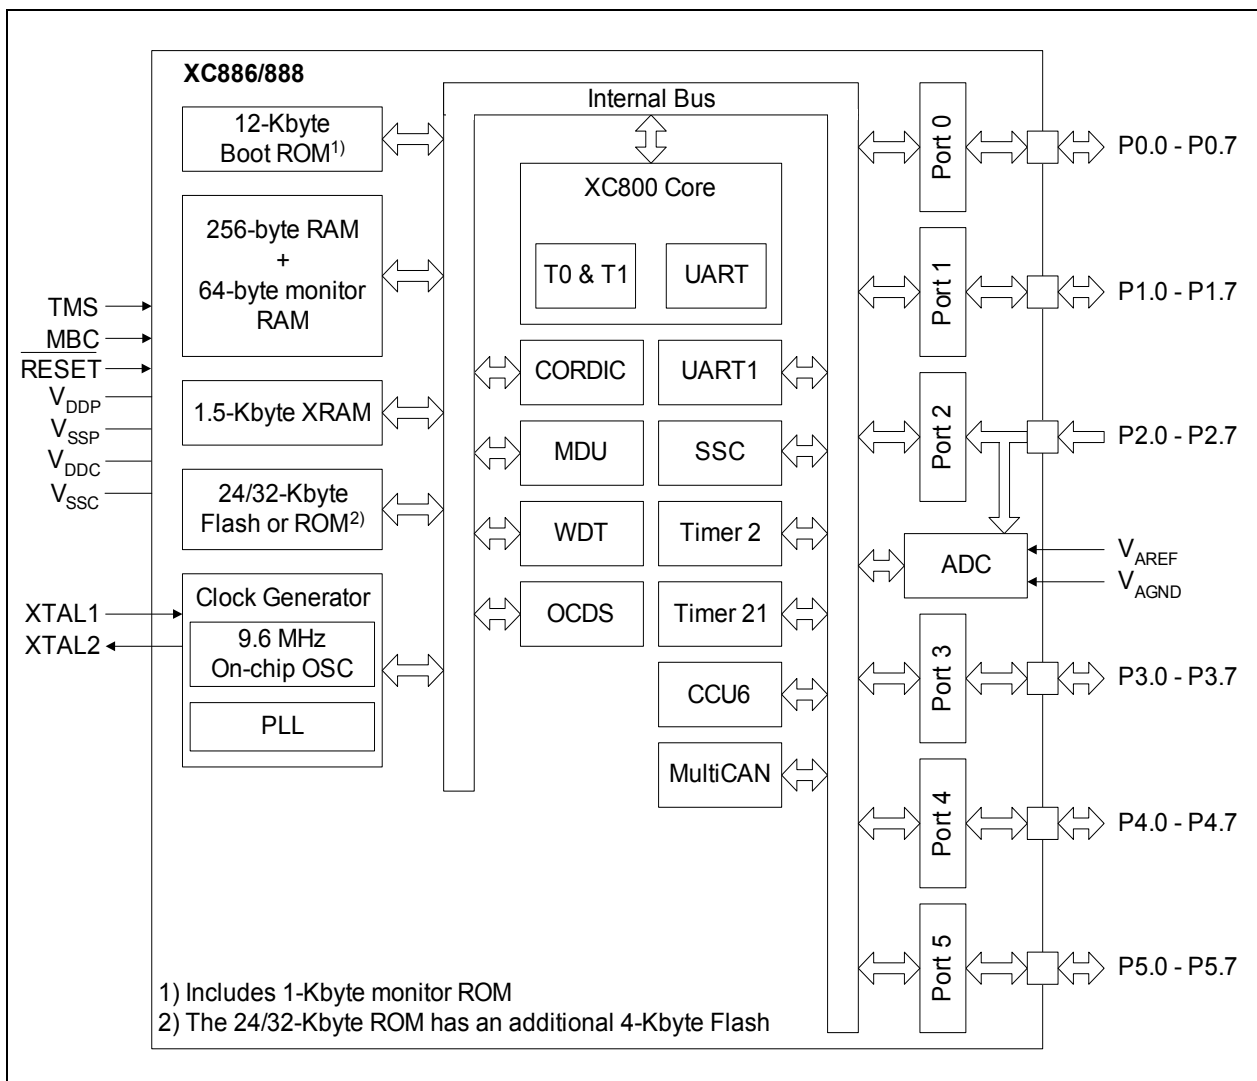 XC886/888
Internal Bus
12-Kbyte
Boot ROM1)
256-byte RAM
+
64-byte monitor
RAM
1.5-Kbyte XRAM
24/32-Kbyte
Flash or ROM2)
Clock Generator
9.6 MHz
On-chip OSC
PLL
TMS
MBC
RESET
VDDP
VSSP
VDDC
VSSC
XTAL1
XTAL2
XC800 Core
T0 & T1
UART
CORDIC
UART1
MDU
SSC
WDT
Timer 2
OCDS
Timer 21
CCU6
MultiCAN
Port 0
P0.0 - P0.7
Port 1
P1.0 - P1.7
Port 2
P2.0 - P2.7
ADC
VAREF
VAGND
Port 3
P3.0 - P3.7
Port 4
P4.0 - P4.7
Port 5
P5.0 - P5.7
1) Includes 1-Kbyte monitor ROM
2) The 24/32-Kbyte ROM has an additional 4-Kbyte Flash